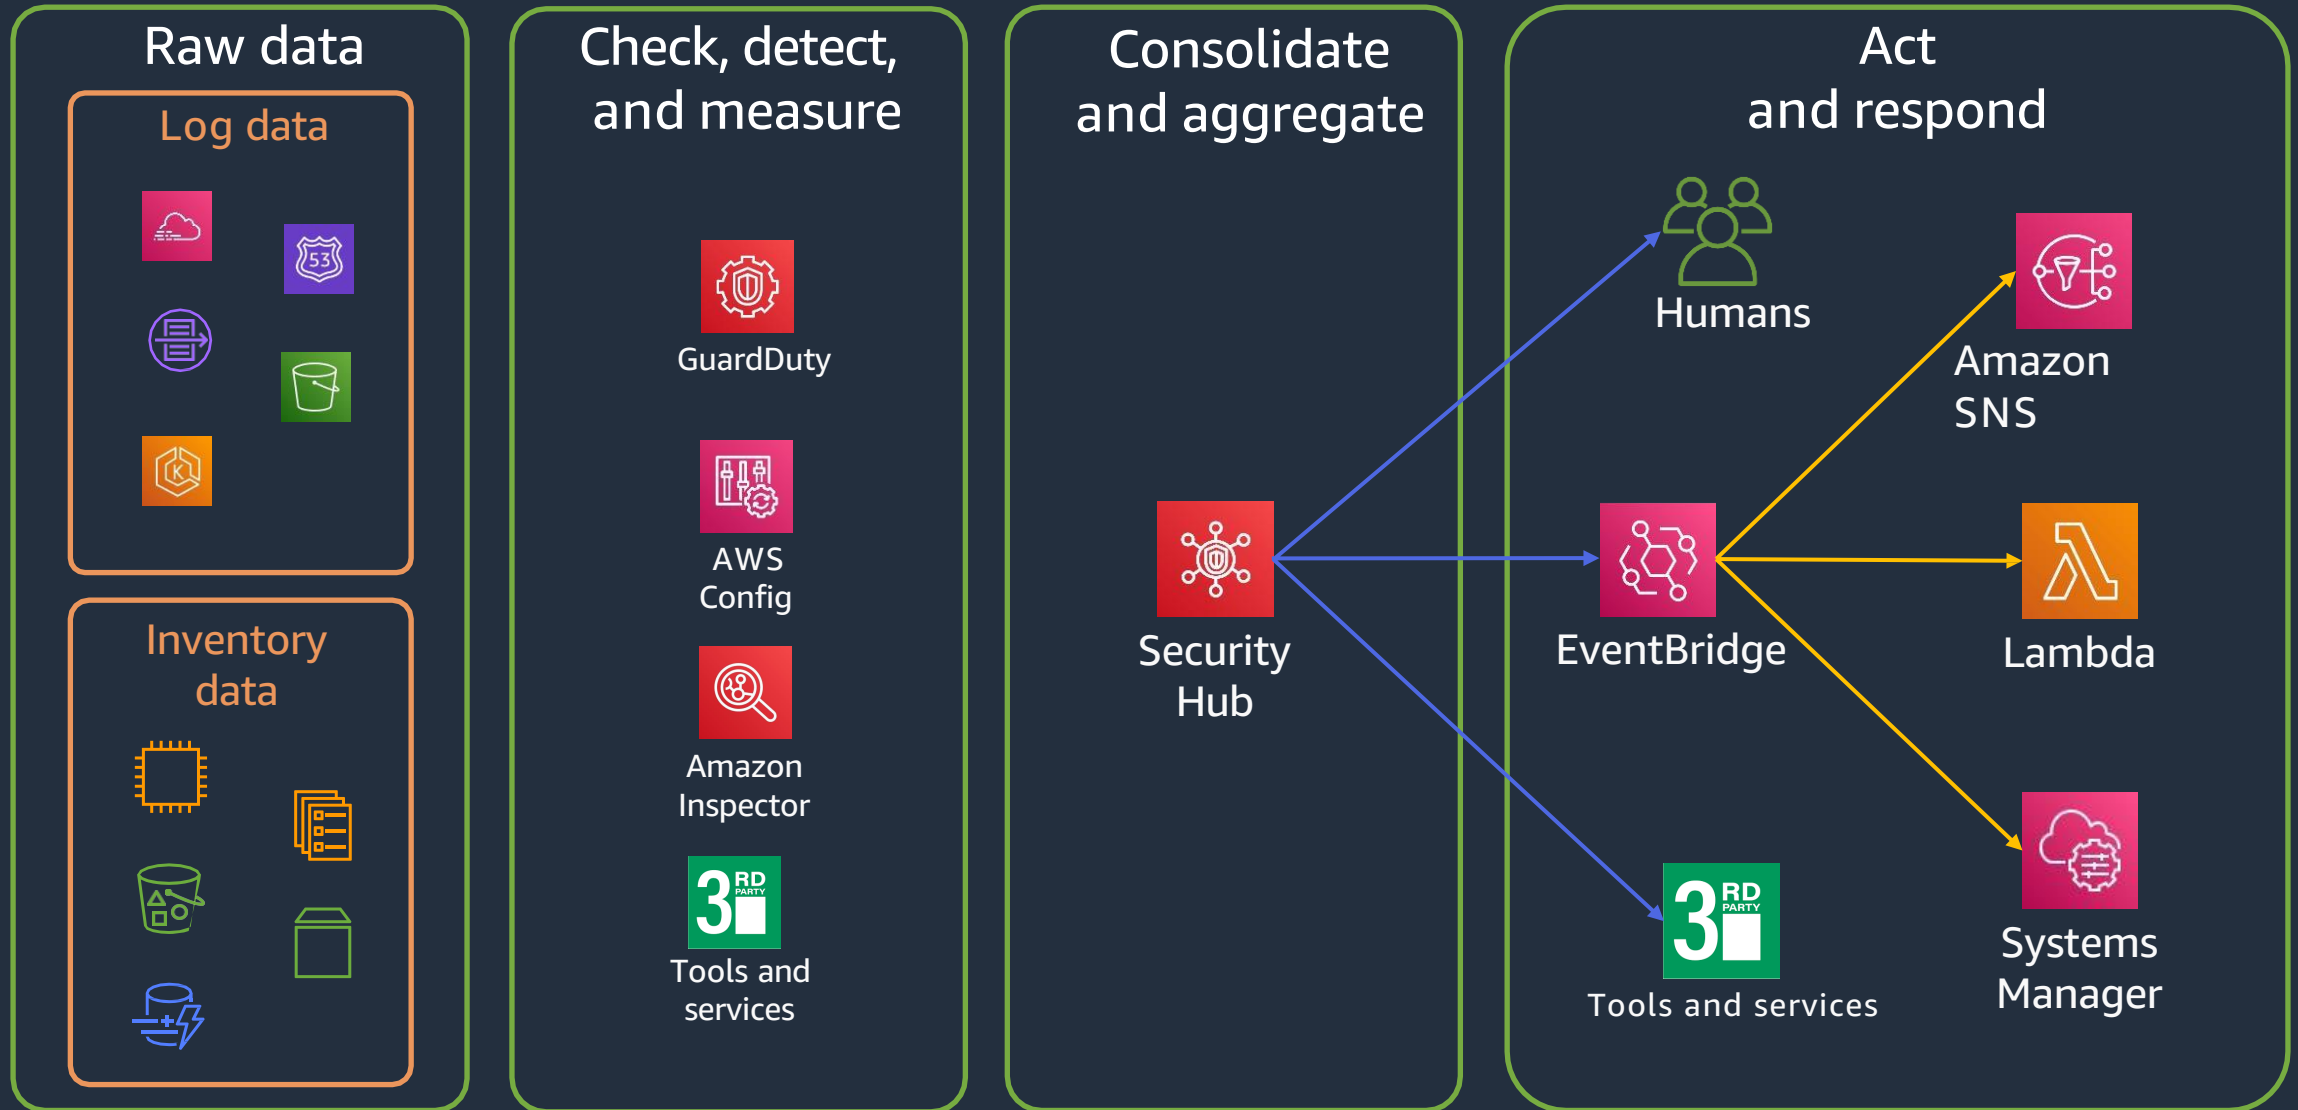 Raw data
Log data
53
K
Inventory
data
Check, detect,
and measure
GuardDuty
AWS
Config
Amazon
Inspector
3RD
PARTY
Tools and
services
Consolidate
and aggregate
Security
Hub
Act
and respond
Humans
Amazon
SNS
EventBridge
Lambda
3RD
PARTY
Tools and services
Systems
Manager